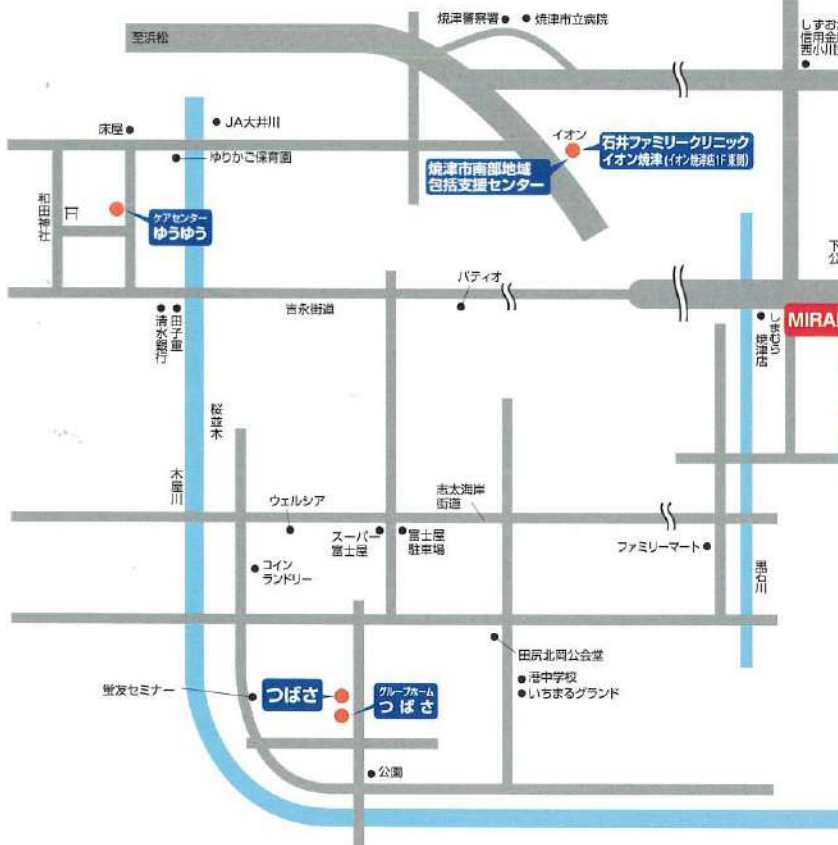 焼津警察署
焼津市立病院
しずお
信用金
西小川
至浜松
JA大井川
床屋
ゆりかご保育園
イオン
石井ファミリークリニック
イオン焼津(イオン焼津店1F 東側)
焼津市南部地域
包括支援センター
和田神社
ケアセンター
ゆうゆう
下
公
パティオ
吉永街道
田子重
清水銀行
しまむら
焼津店
MIRA
桜並木
木屋川
志太海岸
街道
ウェルシア
スーパー
富士屋
富士屋
駐車場
ファミリーマート
コイン
ランドリー
黒石川
田尻北岡公会堂
港中学校
いちまるグランド
蛍友セミナー
つばさ
グループホーム
つばさ
公園